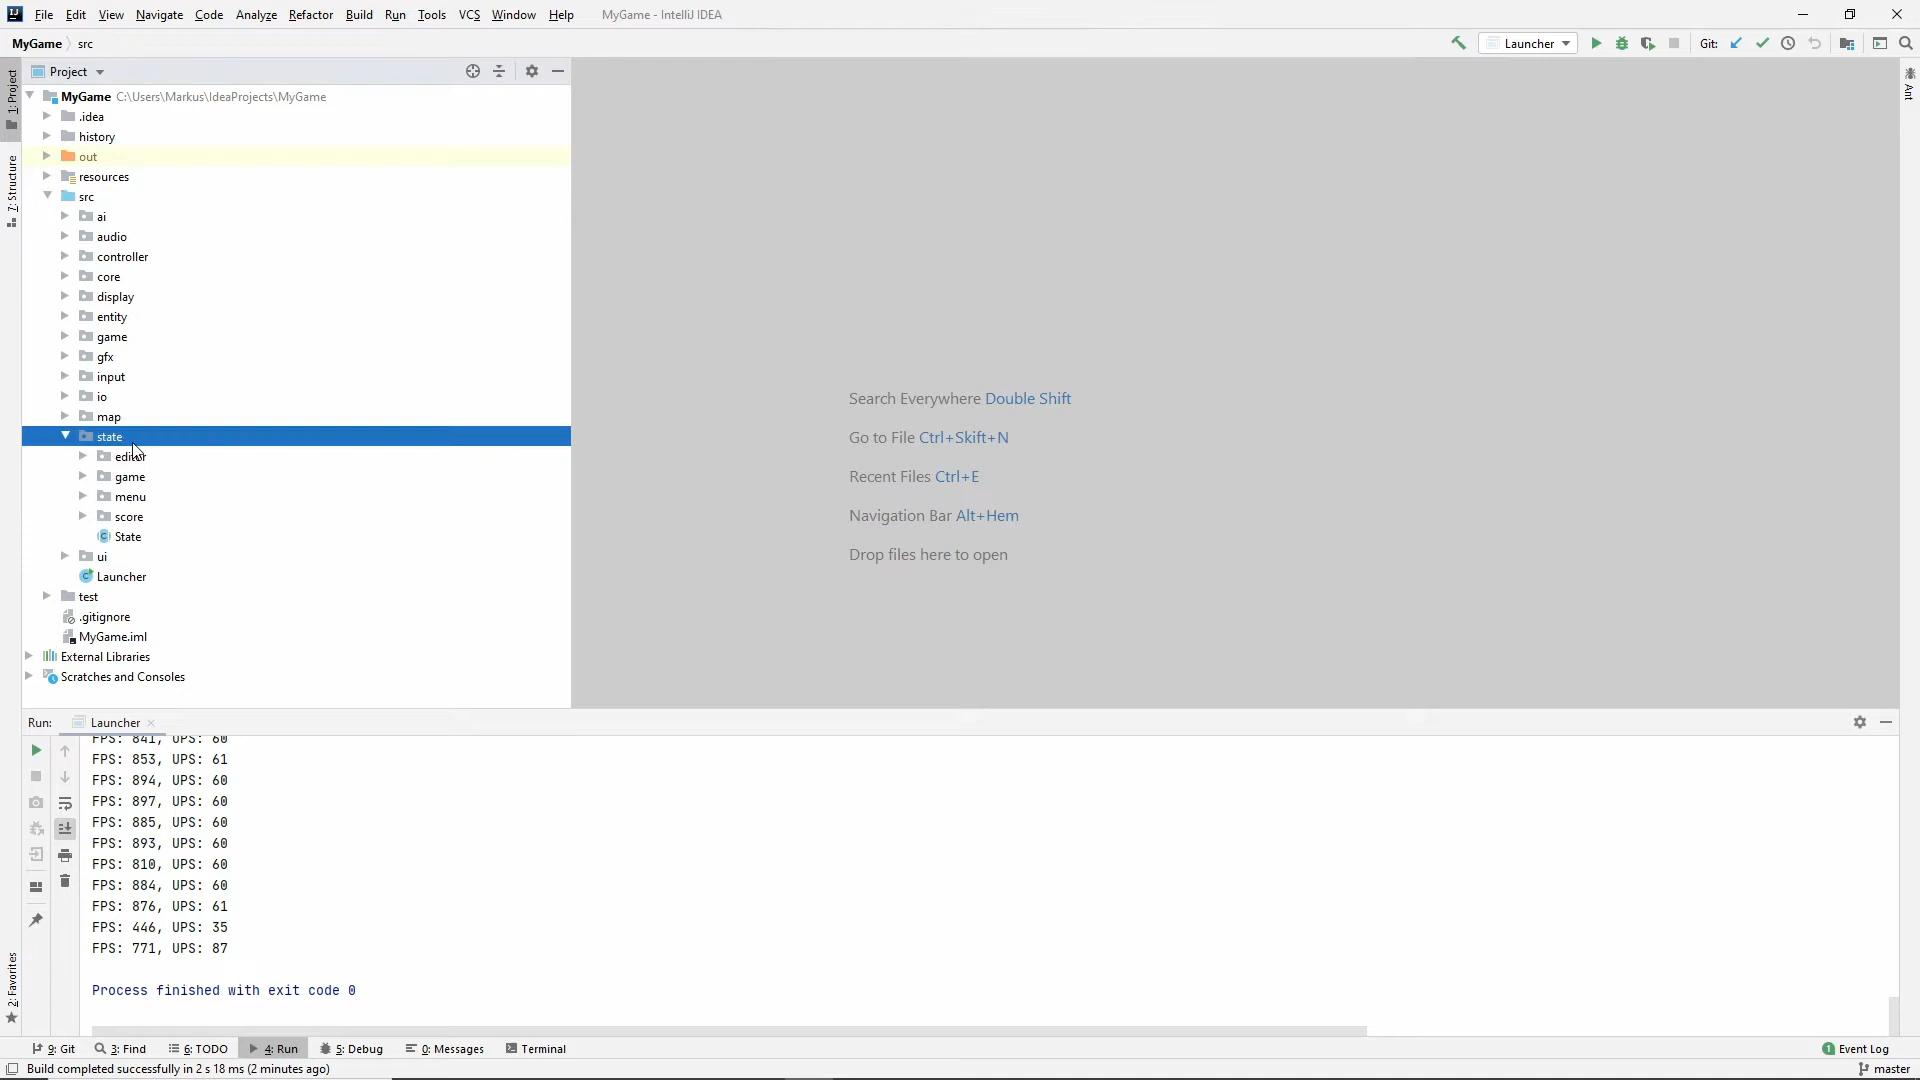 File Edit View Navigate Code Analyze Refactor Build Run Tools VCS Window Help MyGame - IntelliJ IDEA
MyGame src Launcher Git:
Project
MyGame C:\Users\Markus\IdeaProjects\MyGame
.idea
history
out
resources
src
ai
audio
controller
core
display
entity
game
gfx
input
io
map
state
editor
game
menu
score
State
ui
Launcher
test
.gitignore
MyGame.iml
External Libraries
Scratches and Consoles
1: Project
7: Structure
2: Favorites
Ant
Search Everywhere Double Shift
Go to File Ctrl+Skift+N
Recent Files Ctrl+E
Navigation Bar Alt+Hem
Drop files here to open
Run: Launcher
FPS: 841, UPS: 60
FPS: 853, UPS: 61
FPS: 894, UPS: 60
FPS: 897, UPS: 60
FPS: 885, UPS: 60
FPS: 893, UPS: 60
FPS: 810, UPS: 60
FPS: 884, UPS: 60
FPS: 876, UPS: 61
FPS: 446, UPS: 35
FPS: 771, UPS: 87
Process finished with exit code 0
9: Git 3: Find 6: TODO 4: Run 5: Debug 0: Messages Terminal 1 Event Log
Build completed successfully in 2 s 18 ms (2 minutes ago) master